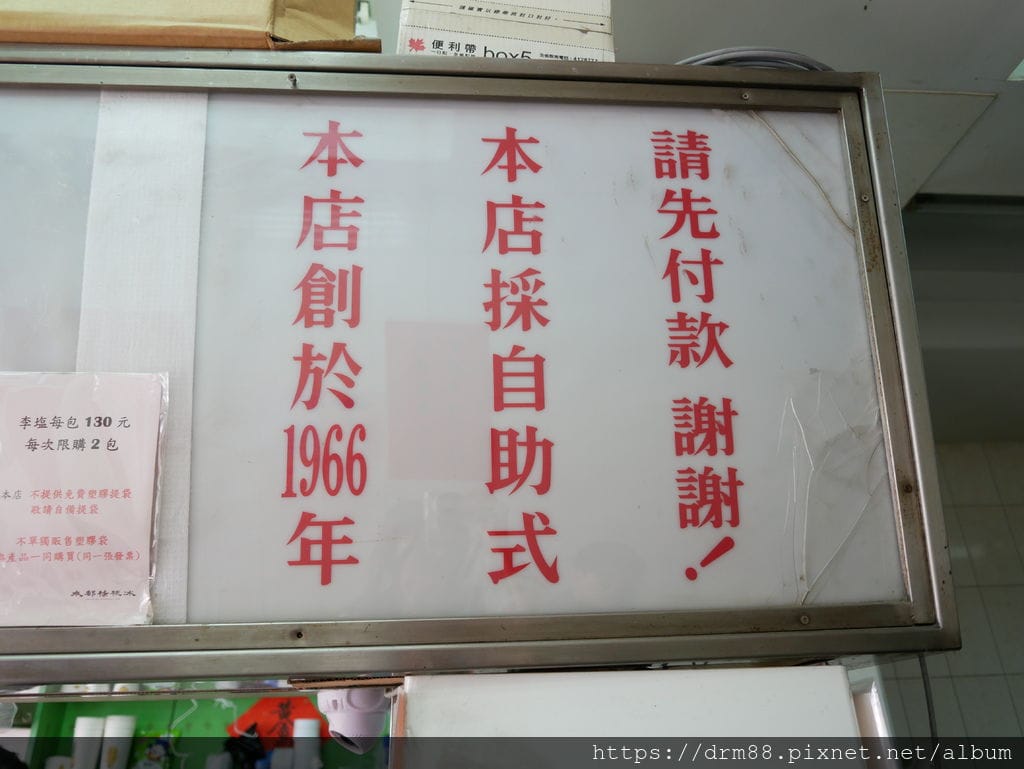 便利帶
box5
請先付款 謝謝！
本店採自助式
本店創於1966年
李塩每包 130 元
每次限購 2 包
本店 不提供免費塑膠提袋
敬請自備提袋
不單獨販售塑膠袋
產品一同購買(同一張發票)
https://drm88.pixnet.net/album